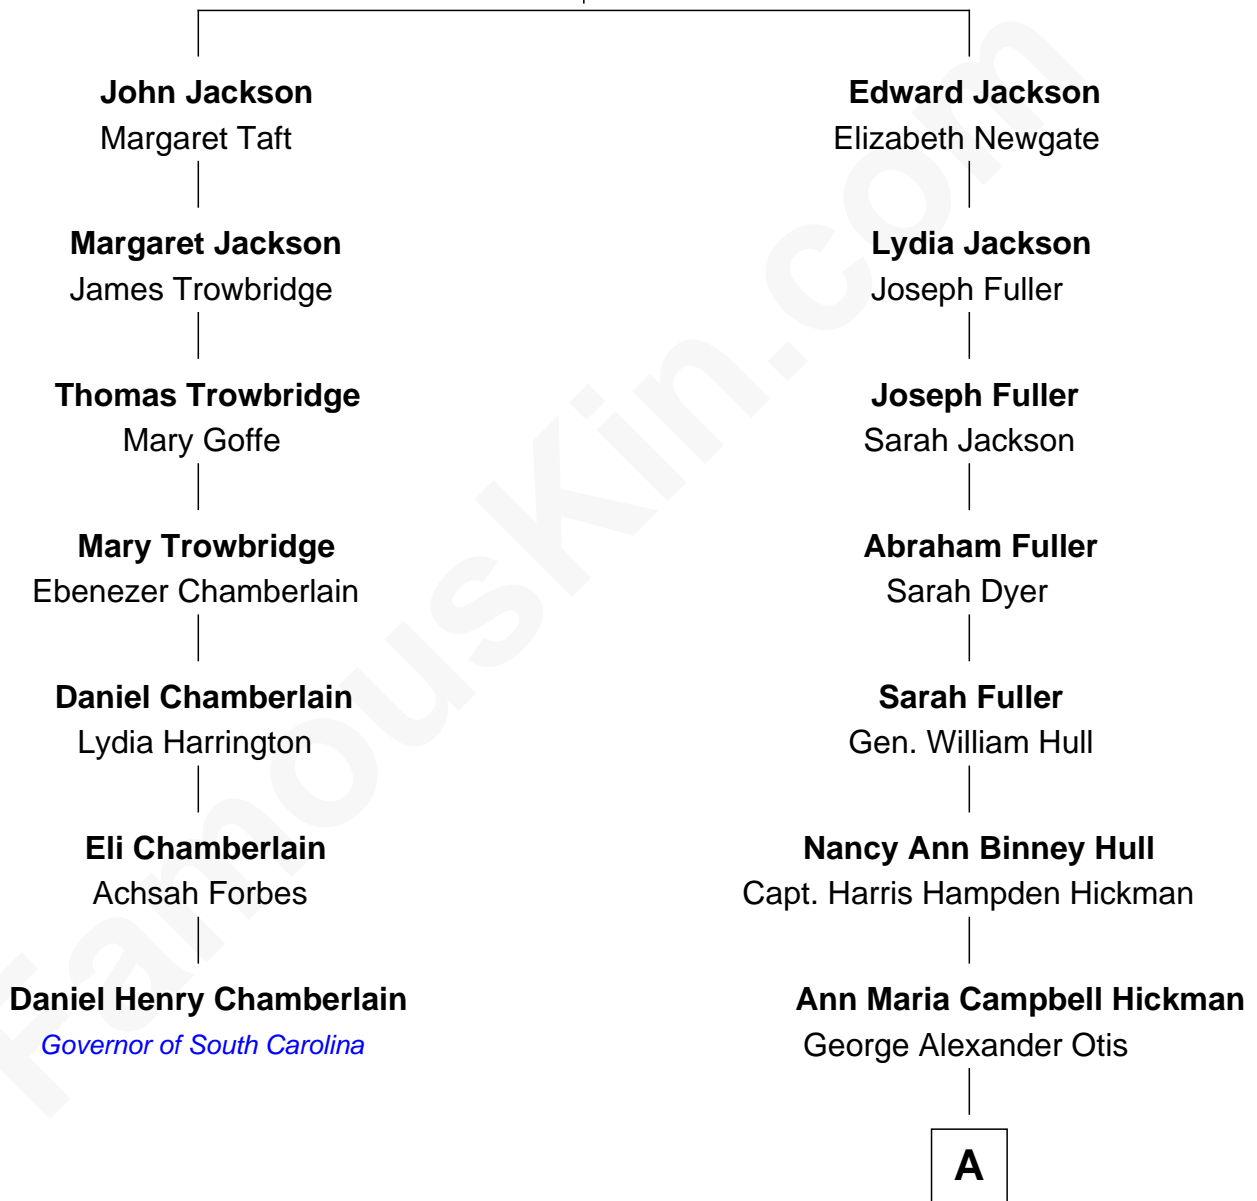 John Jackson
Margaret Taft
Margaret Jackson
James Trowbridge
Thomas Trowbridge
Mary Goffe
Mary Trowbridge
Ebenezer Chamberlain
Daniel Chamberlain
Lydia Harrington
Eli Chamberlain
Achsah Forbes
Daniel Henry Chamberlain
Governor of South Carolina
Edward Jackson
Elizabeth Newgate
Lydia Jackson
Joseph Fuller
Joseph Fuller
Sarah Jackson
Abraham Fuller
Sarah Dyer
Sarah Fuller
Gen. William Hull
Nancy Ann Binney Hull
Capt. Harris Hampden Hickman
Ann Maria Campbell Hickman
George Alexander Otis
A
FamousKin.com